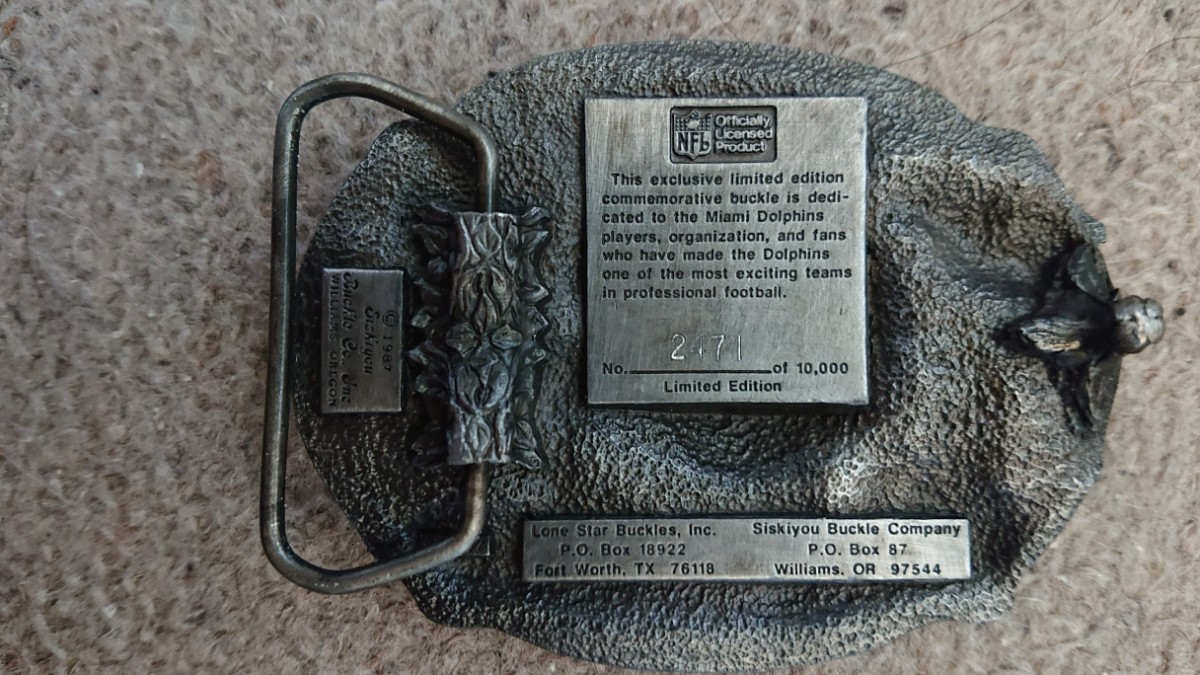 NFL
Officially
Licensed
Product
This exclusive limited edition
commemorative buckle is dedi-
cated to the Miami Dolphins
players, organization, and fans
who have made the Dolphins
one of the most exciting teams
in professional football.
No. 2471 of 10,000
Limited Edition
© 1987
Siskiyou
Buckle Co. Inc.
WILLIAMS, OREGON
Lone Star Buckles, Inc.
P.O. Box 18922
Fort Worth, TX 76118
Siskiyou Buckle Company
P.O. Box 87
Williams, OR 97544